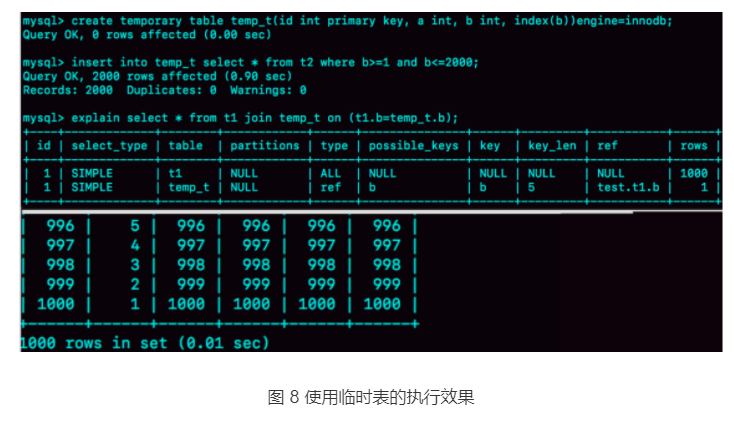 mysql> create temporary table temp_t(id int primary key, a int, b int, index(b))engine=innodb;
Query OK, 0 rows affected (0.00 sec)
mysql> insert into temp_t select * from t2 where b>=1 and b<=2000;
Query OK, 2000 rows affected (0.90 sec)
Records: 2000  Duplicates: 0  Warnings: 0
mysql> explain select * from t1 join temp_t on (t1.b=temp_t.b);
+----+-------------+--------+------------+------+---------------+------+---------+-----------+------+
| id | select_type | table  | partitions | type | possible_keys | key  | key_len | ref       | rows |
+----+-------------+--------+------------+------+---------------+------+---------+-----------+------+
|  1 | SIMPLE      | t1     | NULL       | ALL  | NULL          | NULL | NULL    | NULL      | 1000 |
|  1 | SIMPLE      | temp_t | NULL       | ref  | b             | b    | 5       | test.t1.b |    1 |
+----+-------------+--------+------------+------+---------------+------+---------+-----------+------+
|  996 |    5 |  996 |  996 |  996 |  996 |
|  997 |    4 |  997 |  997 |  997 |  997 |
|  998 |    3 |  998 |  998 |  998 |  998 |
|  999 |    2 |  999 |  999 |  999 |  999 |
| 1000 |    1 | 1000 | 1000 | 1000 | 1000 |
+------+------+------+------+------+------+
1000 rows in set (0.01 sec)
图 8 使用临时表的执行效果